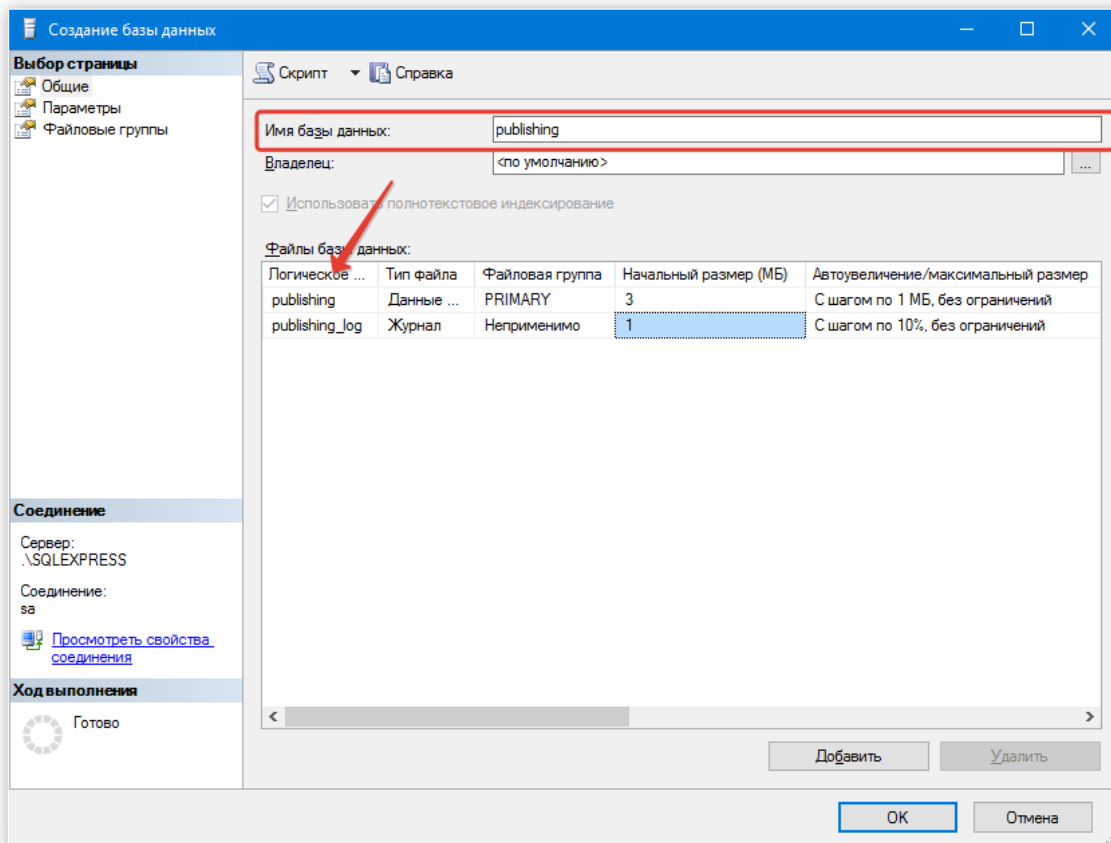 Создание базы данных
Выбор страницы
Общие
Параметры
Файловые группы
Скрипт Справка
Имя базы данных: publishing
Владелец: <по умолчанию> ...
Использовать полнотекстовое индексирование
Файлы базы данных:
Логическое ... Тип файла Файловая группа Начальный размер (МБ) Автоувеличение/максимальный размер
publishing Данные ... PRIMARY 3 С шагом по 1 МБ, без ограничений
publishing_log Журнал Неприменимо 1 С шагом по 10%, без ограничений
Соединение
Сервер:
.\SQLEXPRESS
Соединение:
sa
Просмотреть свойства
соединения
Ход выполнения
Готово
Добавить Удалить
OK Отмена